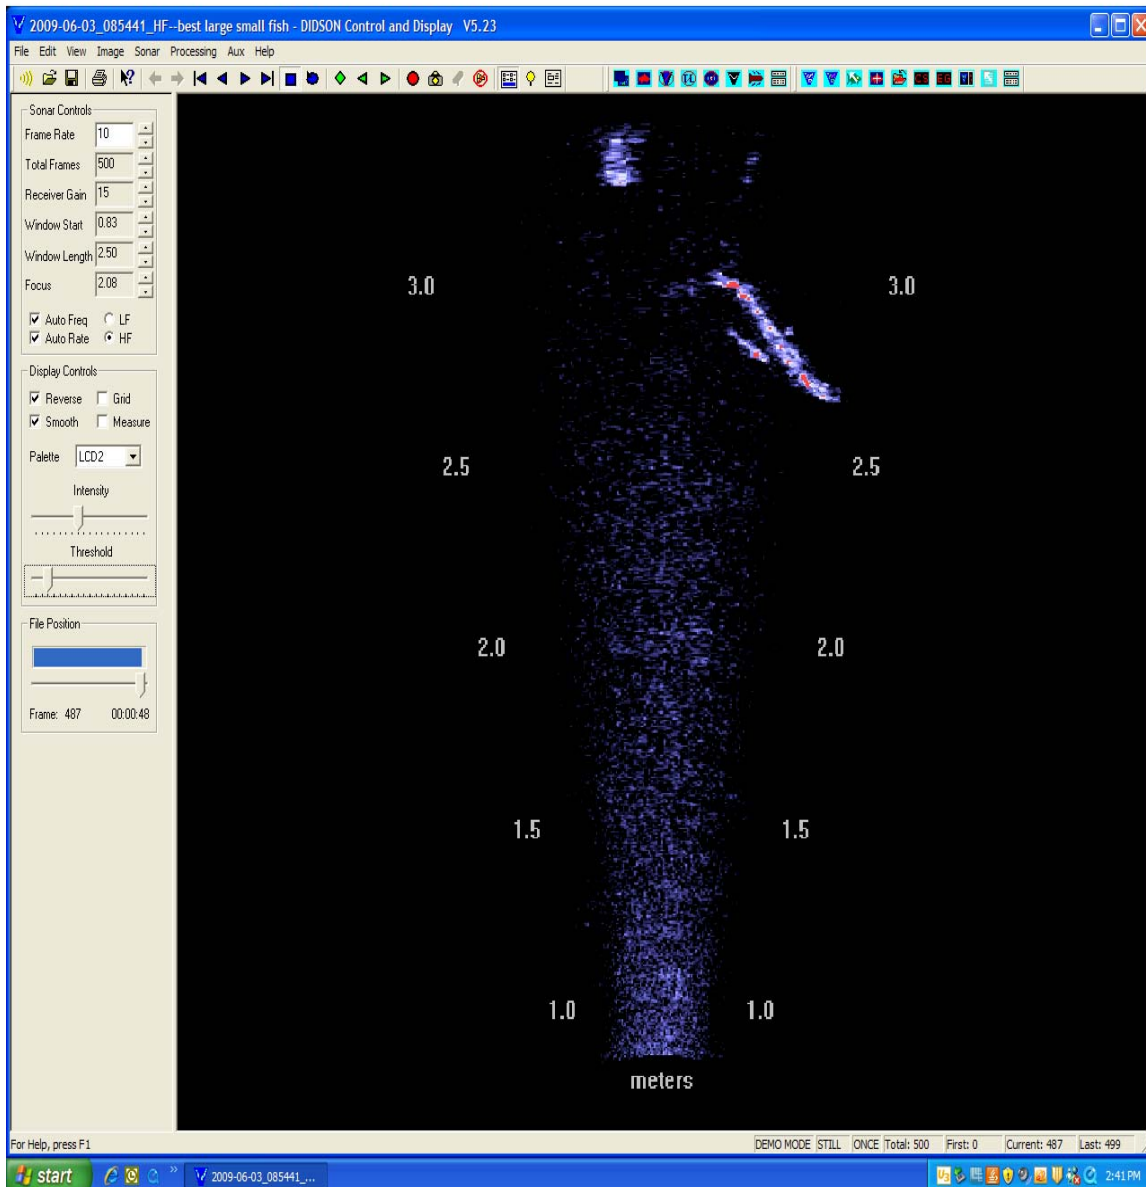 2009-06-03_085441_HF--best large small fish - DIDSON Control and Display V5.23
File Edit View Image Sonar Processing Aux Help
Sonar Controls
Frame Rate 10
Total Frames 500
Receiver Gain 15
Window Start 0.83
Window Length 2.50
Focus 2.08
Auto Freq LF
Auto Rate HF
Display Controls
Reverse Grid
Smooth Measure
Palette LCD2
Intensity
Threshold
File Position
Frame: 487 00:00:48
3.0 3.0
2.5 2.5
2.0 2.0
1.5 1.5
1.0 1.0
meters
For Help, press F1 DEMO MODE STILL ONCE Total: 500 First: 0 Current: 487 Last: 499
start 2009-06-03_085441_... 2:41 PM